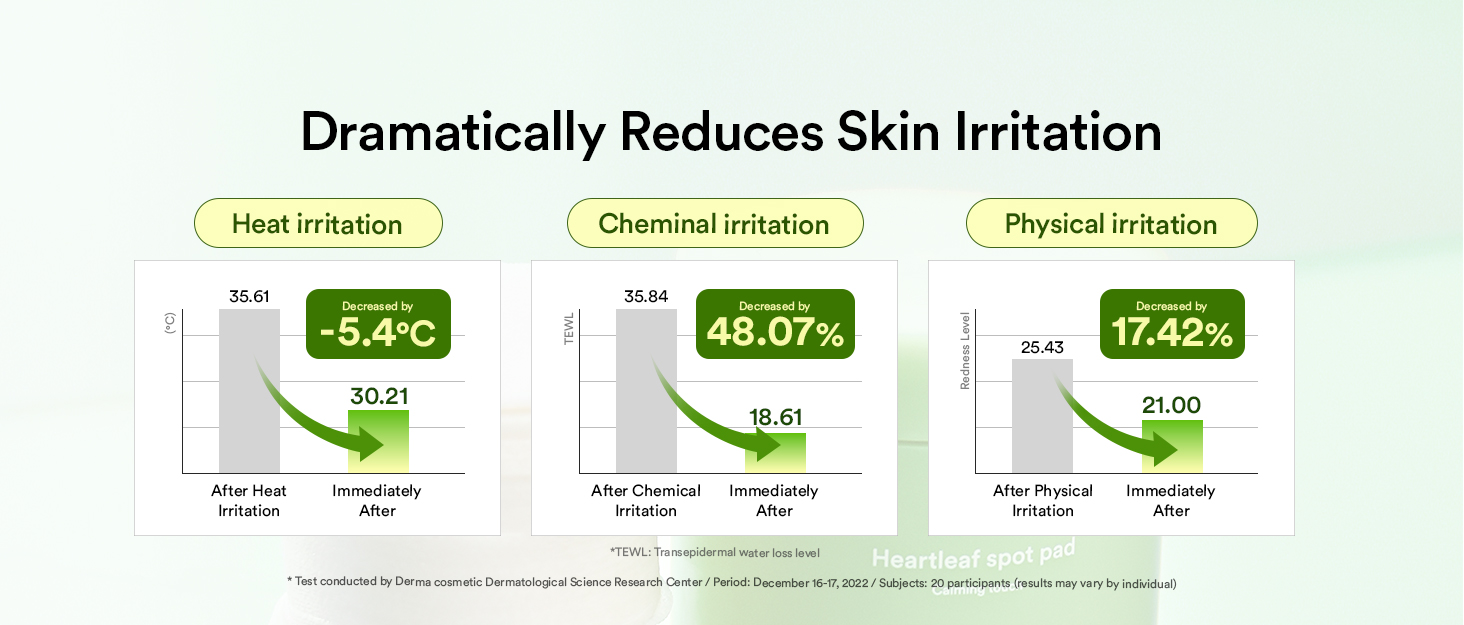 Dramatically Reduces Skin Irritation
Heat irritation
(°C)
35.61
Decreased by
-5.4°C
30.21
After Heat
Irritation
Immediately
After
Cheminal irritation
TEWL
35.84
Decreased by
48.07%
18.61
After Chemical
Irritation
Immediately
After
Physical irritation
Redness Level
25.43
Decreased by
17.42%
21.00
After Physical
Irritation
Immediately
After
*TEWL: Transepidermal water loss level
Heartleaf spot pad
* Test conducted by Derma cosmetic Dermatological Science Research Center / Period: December 16-17, 2022 / Subjects: 20 participants (results may vary by individual)
Calming touch